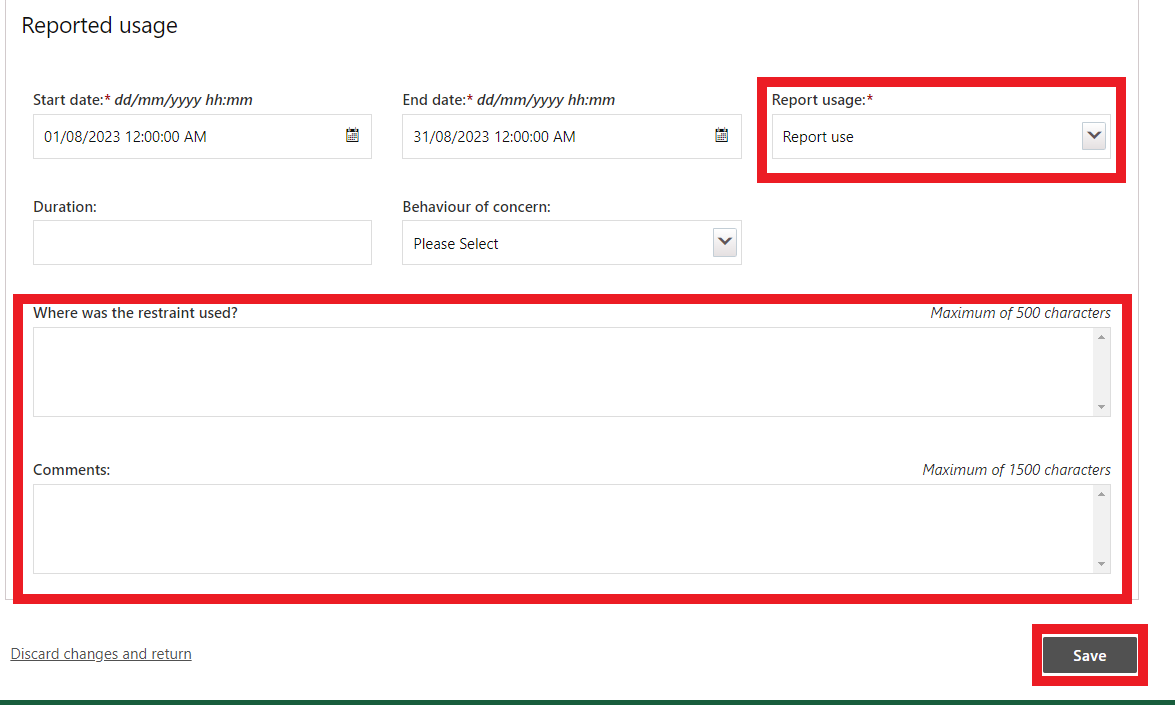 Reported usage
Start date:* dd/mm/yyyy hh:mm End date:* dd/mm/yyyy hh:mm Report usage:*
01/08/2023 12:00:00 AM 31/08/2023 12:00:00 AM Report use
Duration: Behaviour of concern:
Please Select
Where was the restraint used? Maximum of 500 characters
Comments: Maximum of 1500 characters
Discard changes and return Save